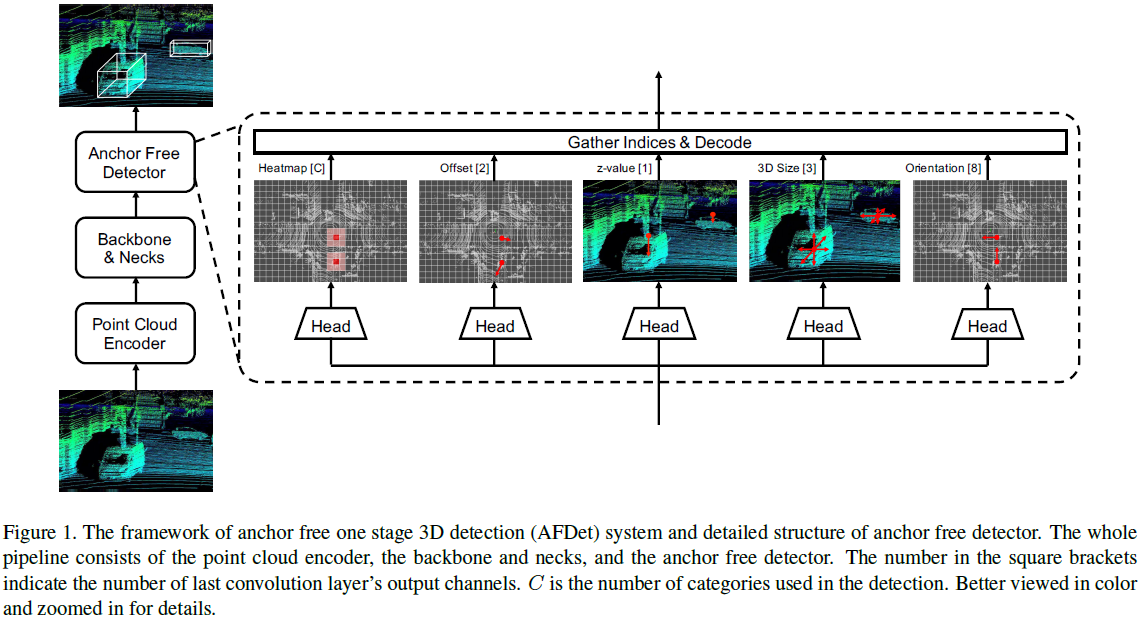 Anchor Free
Detector
Backbone
& Necks
Point Cloud
Encoder
Gather Indices & Decode
Heatmap [C]
Offset [2]
z-value [1]
3D Size [3]
Orientation [8]
Head
Head
Head
Head
Head
Figure 1. The framework of anchor free one stage 3D detection (AFDet) system and detailed structure of anchor free detector. The whole
pipeline consists of the point cloud encoder, the backbone and necks, and the anchor free detector. The number in the square brackets
indicate the number of last convolution layer's output channels. C is the number of categories used in the detection. Better viewed in color
and zoomed in for details.